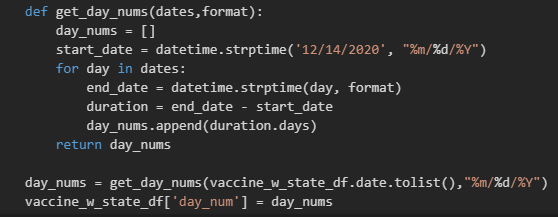 def get_day_nums(dates,format):
    day_nums = []
    start_date = datetime.strptime('12/14/2020', "%m/%d/%Y")
    for day in dates:
        end_date = datetime.strptime(day, format)
        duration = end_date - start_date
        day_nums.append(duration.days)
    return day_nums

day_nums = get_day_nums(vaccine_w_state_df.date.tolist(),"%m/%d/%Y")
vaccine_w_state_df['day_num'] = day_nums